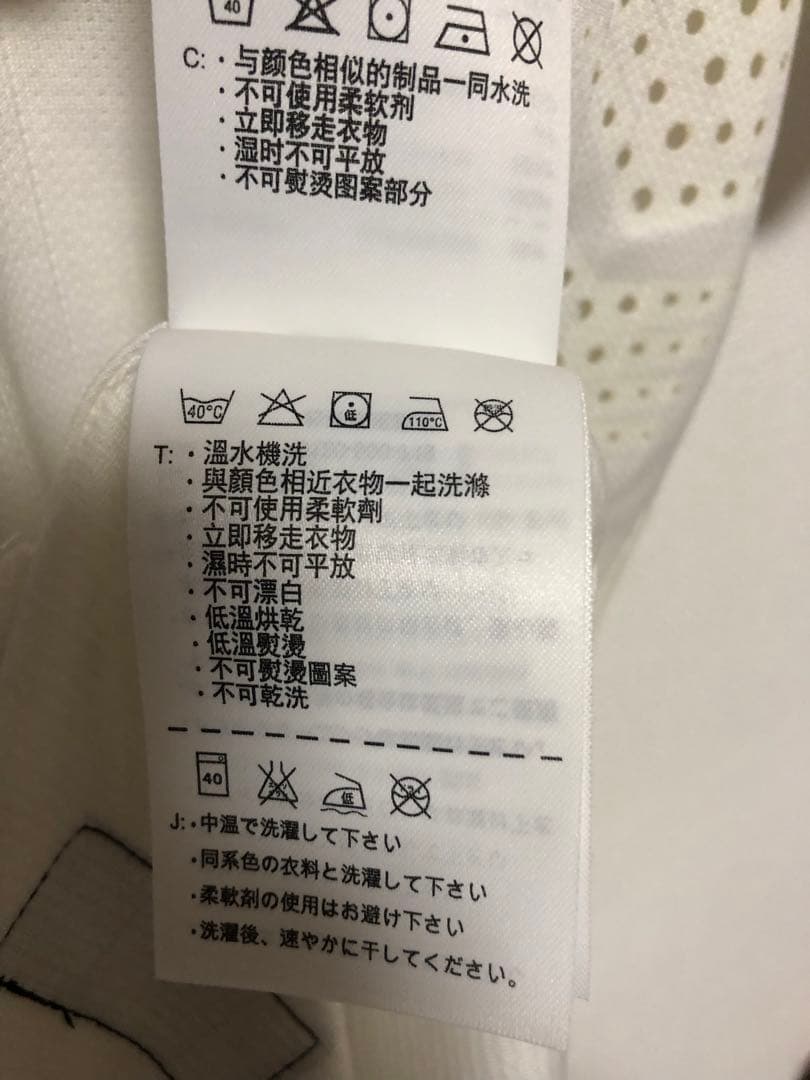 40
C: ·与颜色相似的制品一同水洗
·不可使用柔软剂
·立即移走衣物
·湿时不可平放
·不可熨烫图案部分
40°C 低 110°C
T: ·溫水機洗
·與顏色相近衣物一起洗滌
·不可使用柔軟劑
·立即移走衣物
·濕時不可平放
·不可漂白
·低溫烘乾
·低溫熨燙
·不可熨燙圖案
·不可乾洗
40 低
J: ·中温で洗濯して下さい
·同系色の衣料と洗濯して下さい
·柔軟剤の使用はお避け下さい
·洗濯後、速やかに干してください。